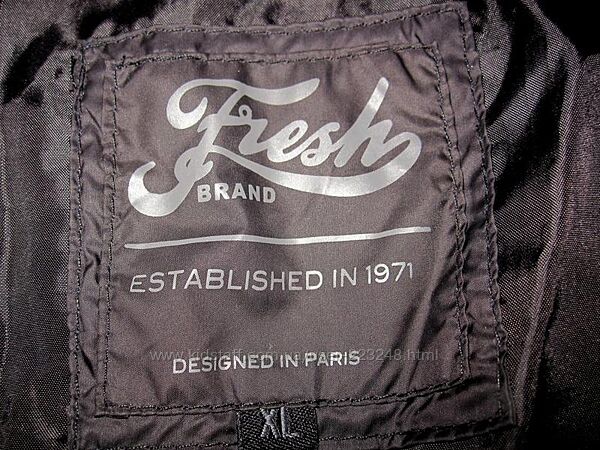 Fresh
BRAND
ESTABLISHED IN 1971
DESIGNED IN PARIS
XL